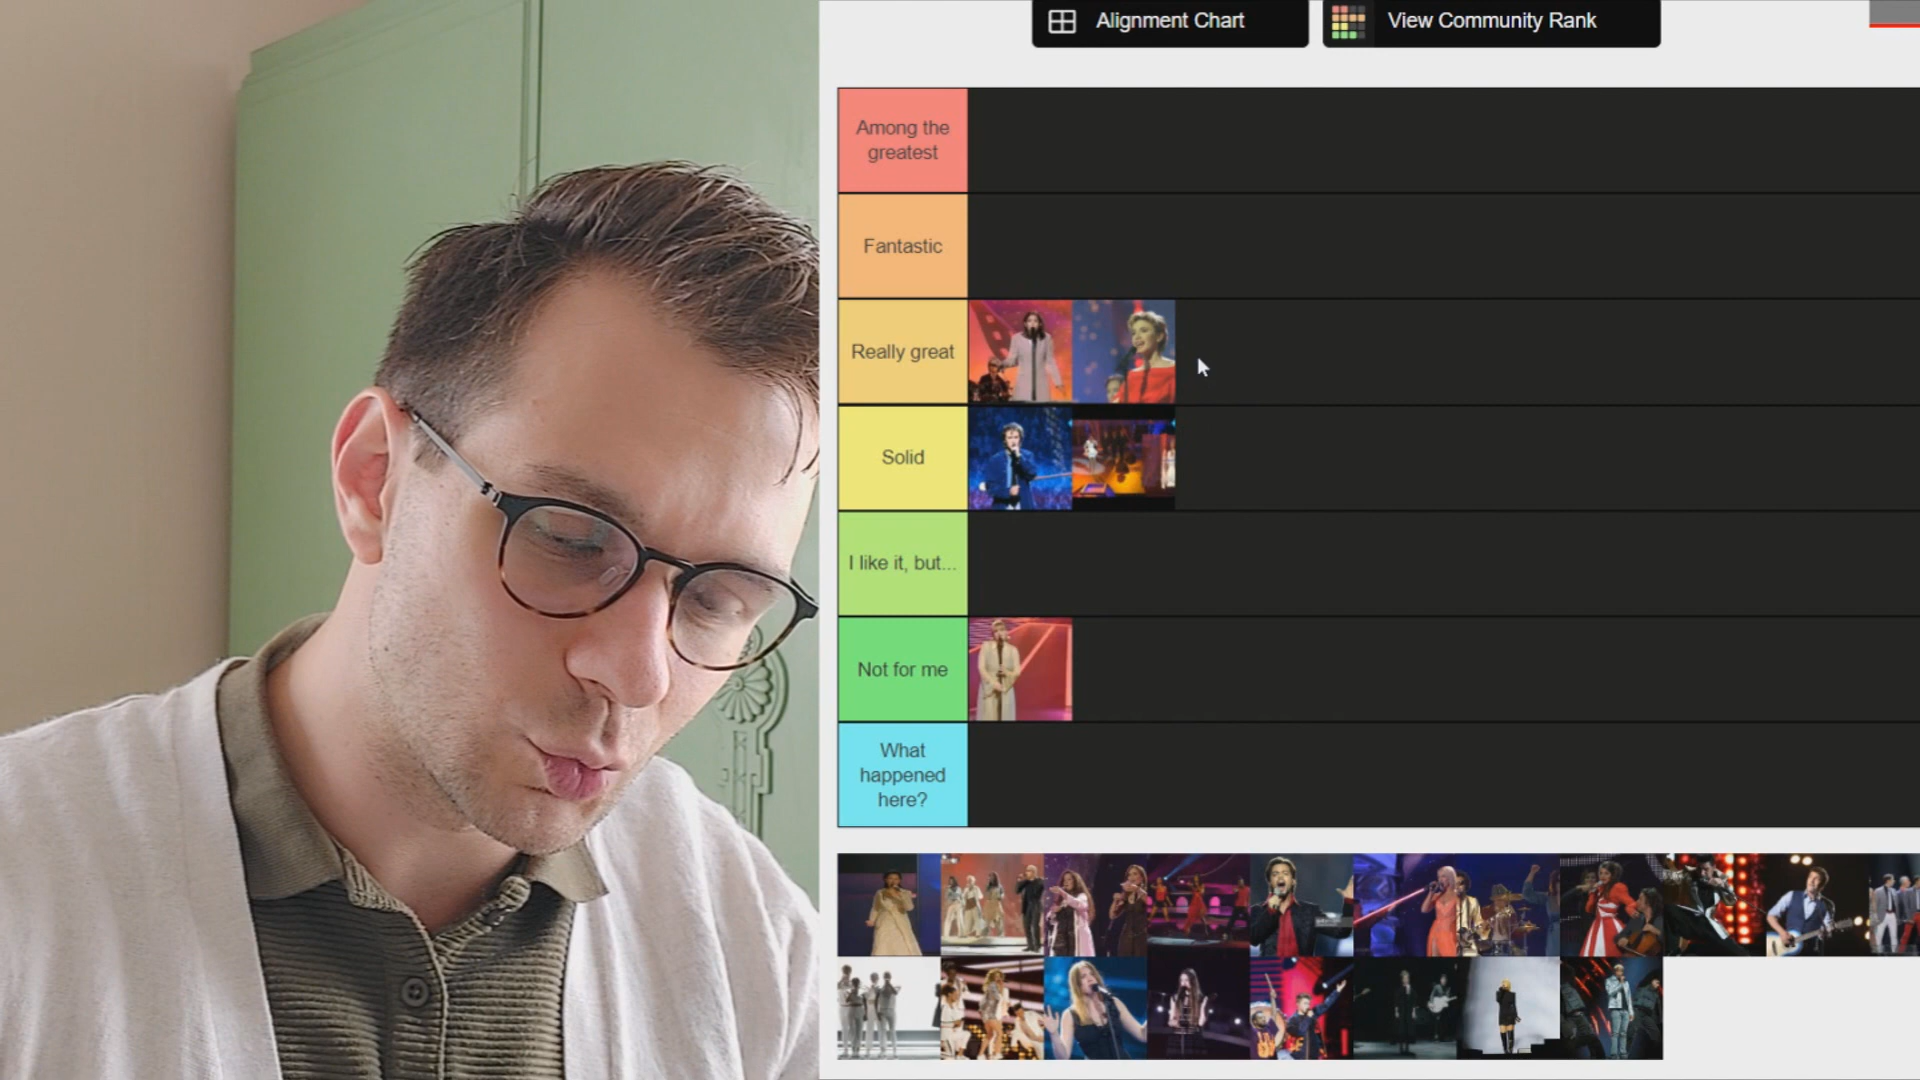 Alignment Chart
View Community Rank
Among the
greatest
Fantastic
Really great
Solid
I like it, but...
Not for me
What
happened
here?